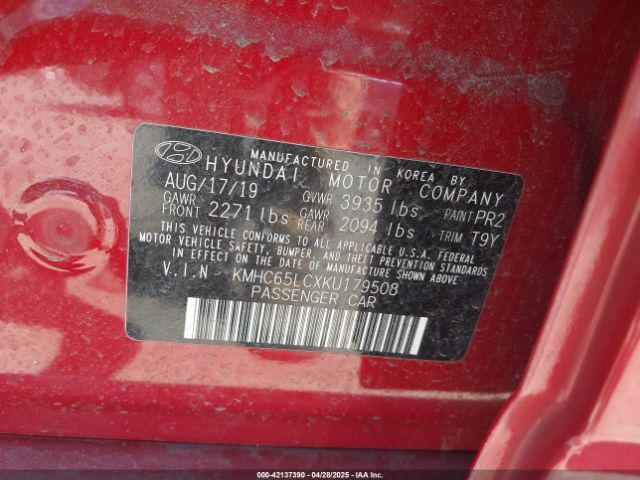 MANUFACTURED IN KOREA BY
HYUNDAI MOTOR COMPANY
AUG/17/19 GVWR 3935 lbs PAINT PR2
GAWR FRONT 2271 lbs GAWR REAR 2094 lbs TRIM T9Y
THIS VEHICLE CONFORMS TO ALL APPLICABLE U.S.A. FEDERAL
MOTOR VEHICLE SAFETY, BUMPER, AND THEFT PREVENTION STANDARDS
IN EFFECT ON THE DATE OF MANUFACTURE SHOWN ABOVE
V.I.N KMHC65LCXKU179508
PASSENGER CAR
000-42137390 - 04/28/2025 - IAA Inc.